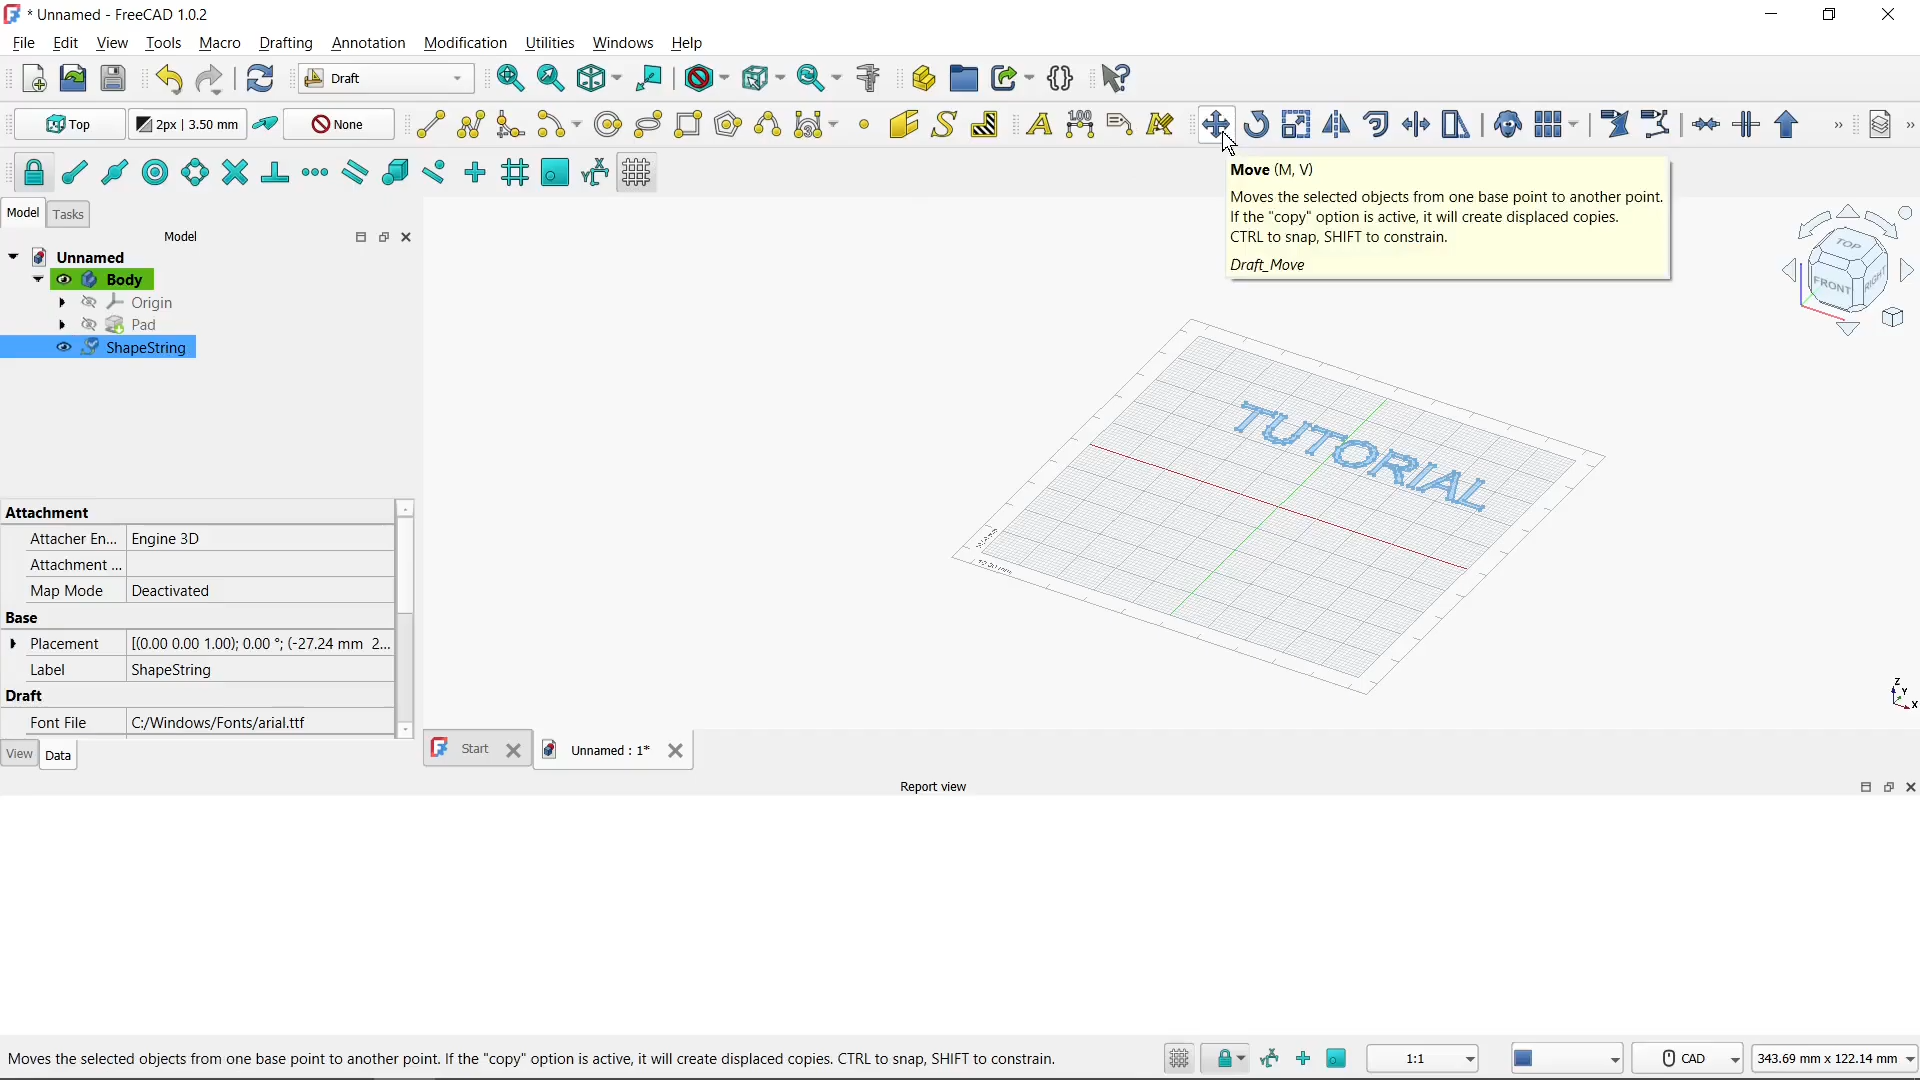 * Unnamed - FreeCAD 1.0.2
File Edit View Tools Macro Drafting Annotation Modification Utilities Windows Help
Draft
Top 2px | 3.50 mm None
1.00
Move (M, V)
Moves the selected objects from one base point to another point.
If the "copy" option is active, it will create displaced copies.
CTRL to snap, SHIFT to constrain.
Draft_Move
Model Tasks
Model
Unnamed
Body
Origin
Pad
ShapeString
TOP
FRONT RIGHT
TUTORIAL
Attachment
Attacher En... Engine 3D
Attachment ...
Map Mode Deactivated
Base
Placement [(0.00 0.00 1.00); 0.00 °; (-27.24 mm 2...
Label ShapeString
Draft
Font File C:/Windows/Fonts/arial.ttf
Z
Y
X
View Data
Start Unnamed : 1*
Report view
Moves the selected objects from one base point to another point. If the "copy" option is active, it will create displaced copies. CTRL to snap, SHIFT to constrain.
1:1 CAD 343.69 mm x 122.14 mm